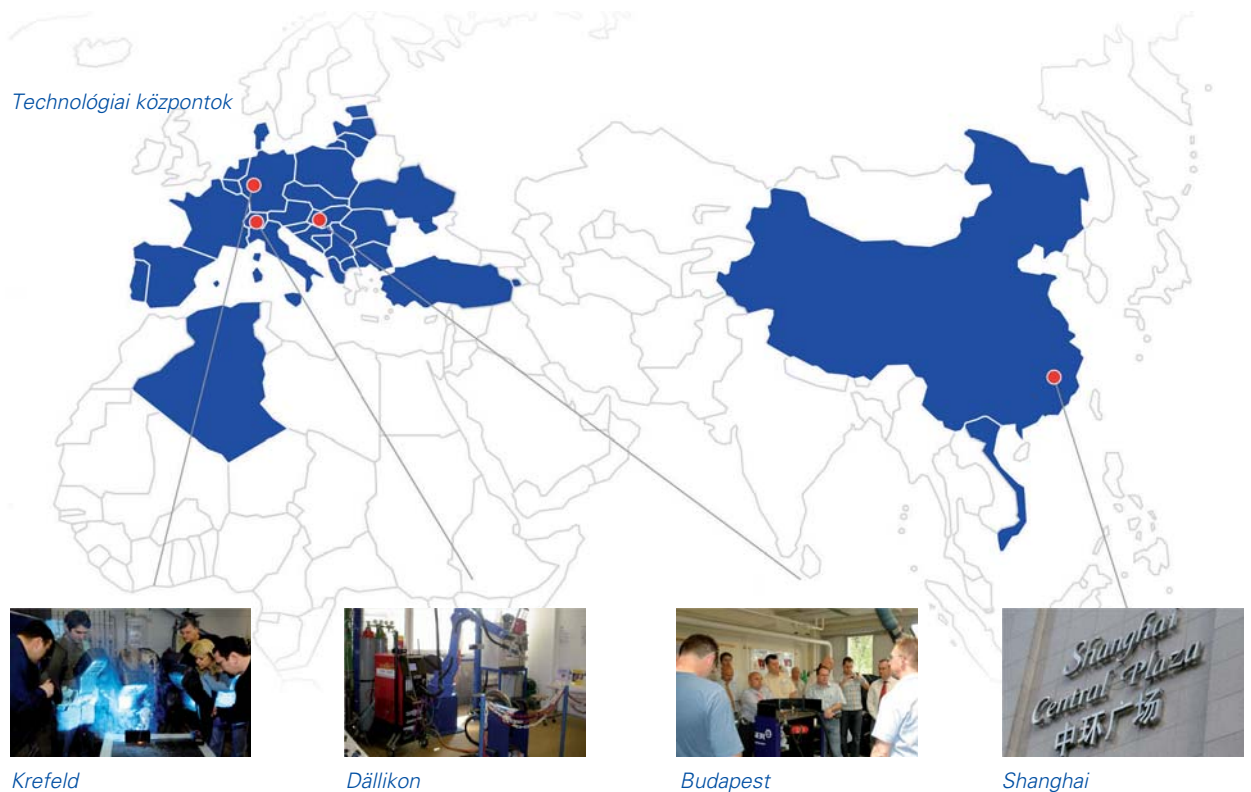 Technológiai központok
Shanghai
Central Plaza
中环广场
Krefeld
Dällikon
Budapest
Shanghai